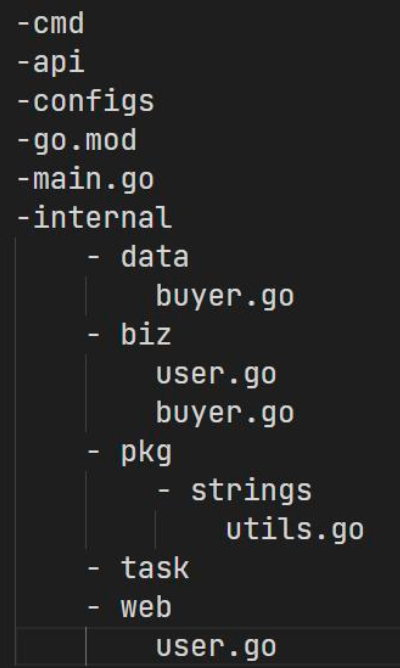 -cmd
-api
-configs
-go.mod
-main.go
-internal
- data
buyer.go
- biz
user.go
buyer.go
- pkg
- strings
utils.go
- task
- web
user.go